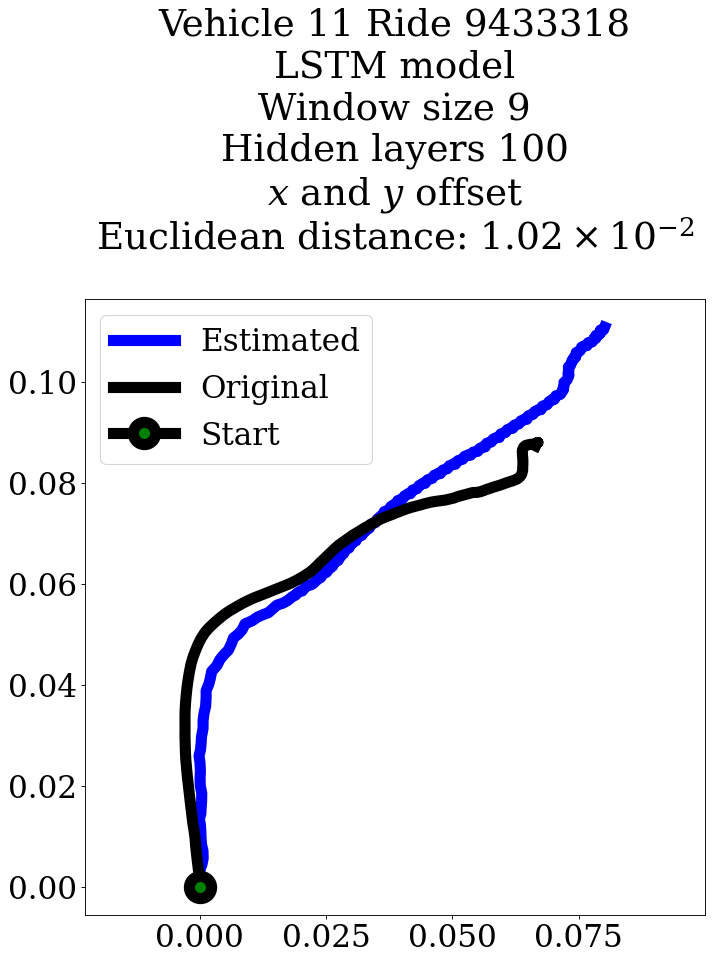 Vehicle 11 Ride 9433318
LSTM model
Window size 9
Hidden layers 100
x and y offset
Euclidean distance: 1.02 × 10⁻²
Estimated
Original
Start
0.10
0.08
0.06
0.04
0.02
0.00
0.000 0.025 0.050 0.075